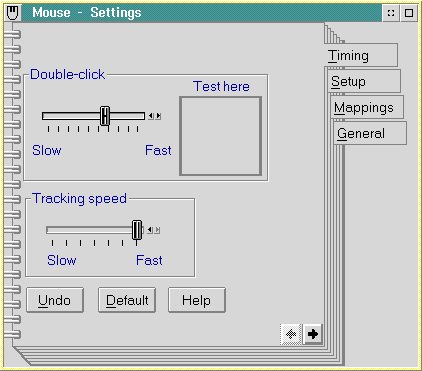 Mouse - Settings
Timing
Setup
Mappings
General
Double-click
Test here
Slow
Fast
Tracking speed
Slow
Fast
Undo
Default
Help